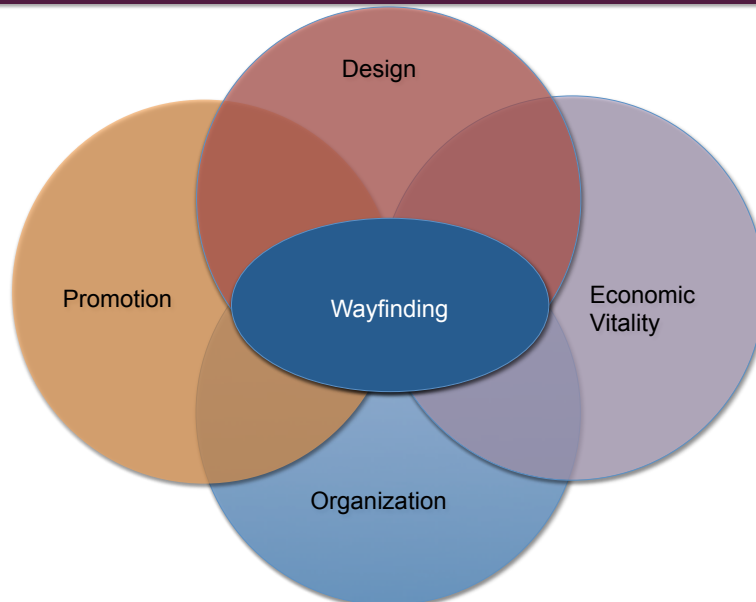 Design
Promotion
Wayfinding
Economic
Vitality
Organization